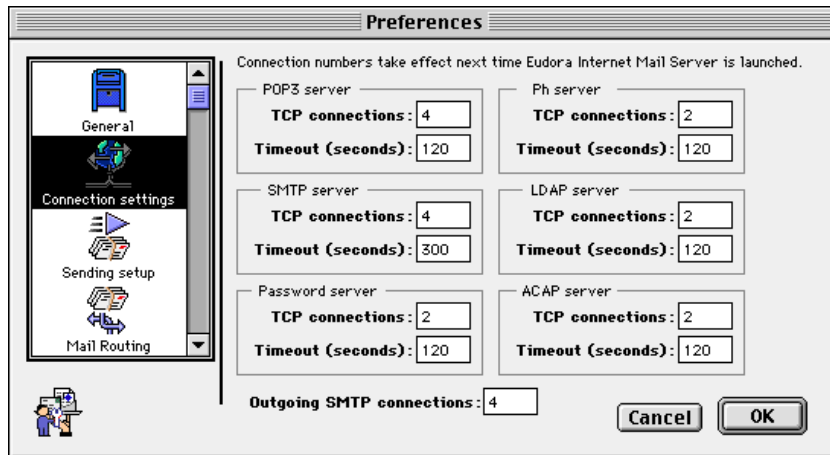 Preferences
General
Connection settings
Sending setup
Mail Routing
Connection numbers take effect next time Eudora Internet Mail Server is launched.
POP3 server
TCP connections: 4
Timeout (seconds): 120
Ph server
TCP connections: 2
Timeout (seconds): 120
SMTP server
TCP connections: 4
Timeout (seconds): 300
LDAP server
TCP connections: 2
Timeout (seconds): 120
Password server
TCP connections: 2
Timeout (seconds): 120
ACAP server
TCP connections: 2
Timeout (seconds): 120
Outgoing SMTP connections: 4
Cancel
OK